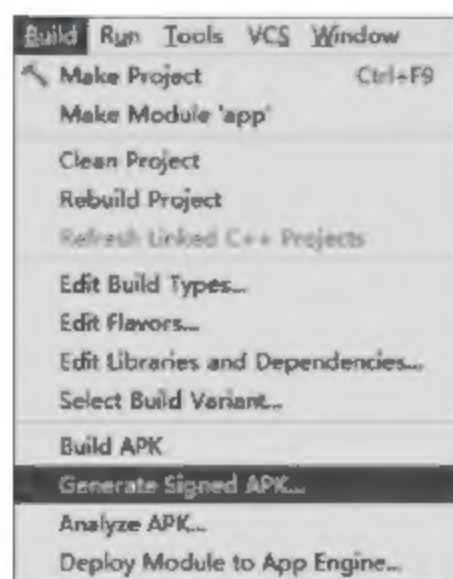 Build Run Tools VCS Window
Make Project Ctrl+F9
Make Module 'app'
Clean Project
Rebuild Project
Refresh Linked C++ Projects
Edit Build Types...
Edit Flavors...
Edit Libraries and Dependencies...
Select Build Variant...
Build APK
Generate Signed APK...
Analyze APK...
Deploy Module to App Engine...